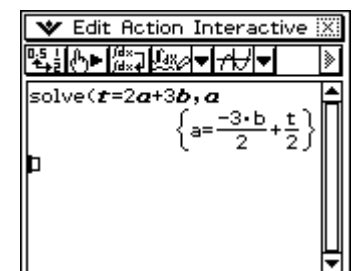 Edit Action Interactive
solve(t=2a+3b,a
{a=-3·b/2+t/2}